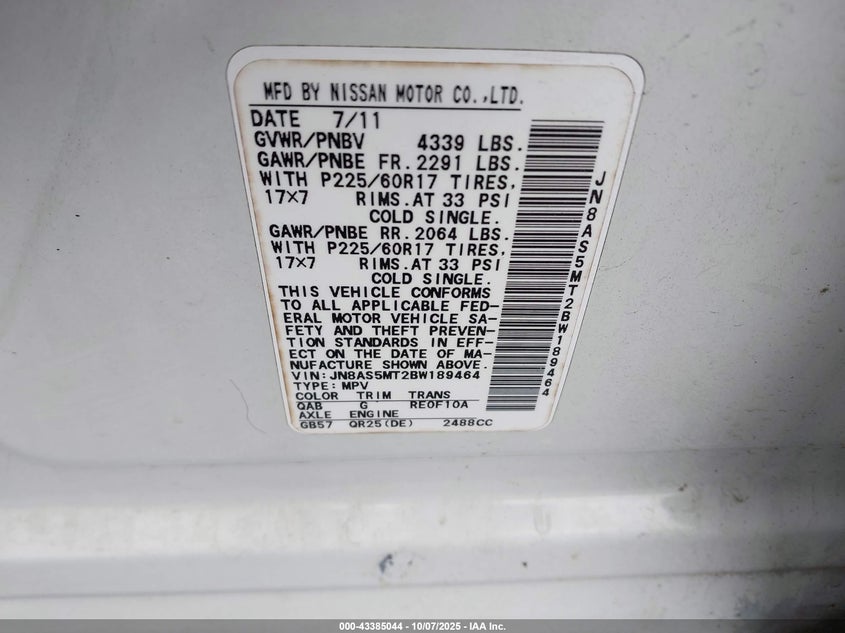 MFD BY NISSAN MOTOR CO.,LTD.
DATE 7/11
GVWR/PNBV 4339 LBS.
GAWR/PNBE FR. 2291 LBS.
WITH P225/60R17 TIRES,
17×7 RIMS.AT 33 PSI
COLD SINGLE.
GAWR/PNBE RR. 2064 LBS.
WITH P225/60R17 TIRES,
17×7 RIMS.AT 33 PSI
COLD SINGLE.
THIS VEHICLE CONFORMS
TO ALL APPLICABLE FED-
ERAL MOTOR VEHICLE SA-
FETY AND THEFT PREVEN-
TION STANDARDS IN EFF-
ECT ON THE DATE OF MA-
NUFACTURE SHOWN ABOVE.
VIN:JN8AS5MT2BW189464
TYPE:MPV
COLOR TRIM TRANS
QAB G RE0F10A
AXLE ENGINE
GB57 QR25(DE) 2488CC
JN8AS5MT2BW189464
000-43385044 - 10/07/2025 - IAA Inc.